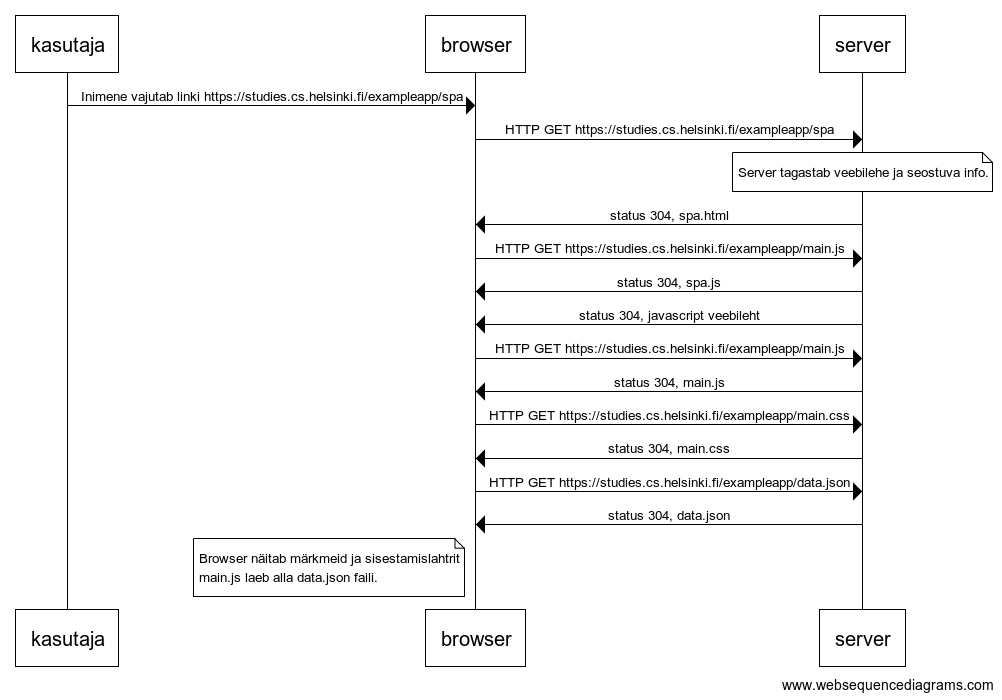 kasutaja
browser
server
Inimene vajutab linki https://studies.cs.helsinki.fi/exampleapp/spa
HTTP GET https://studies.cs.helsinki.fi/exampleapp/spa
Server tagastab veebilehe ja seostuva info.
status 304, spa.html
HTTP GET https://studies.cs.helsinki.fi/exampleapp/main.js
status 304, spa.js
status 304, javascript veebileht
HTTP GET https://studies.cs.helsinki.fi/exampleapp/main.js
status 304, main.js
HTTP GET https://studies.cs.helsinki.fi/exampleapp/main.css
status 304, main.css
HTTP GET https://studies.cs.helsinki.fi/exampleapp/data.json
status 304, data.json
Browser näitab märkmeid ja sisestamislahtrit
main.js laeb alla data.json faili.
kasutaja
browser
server
www.websequencediagrams.com